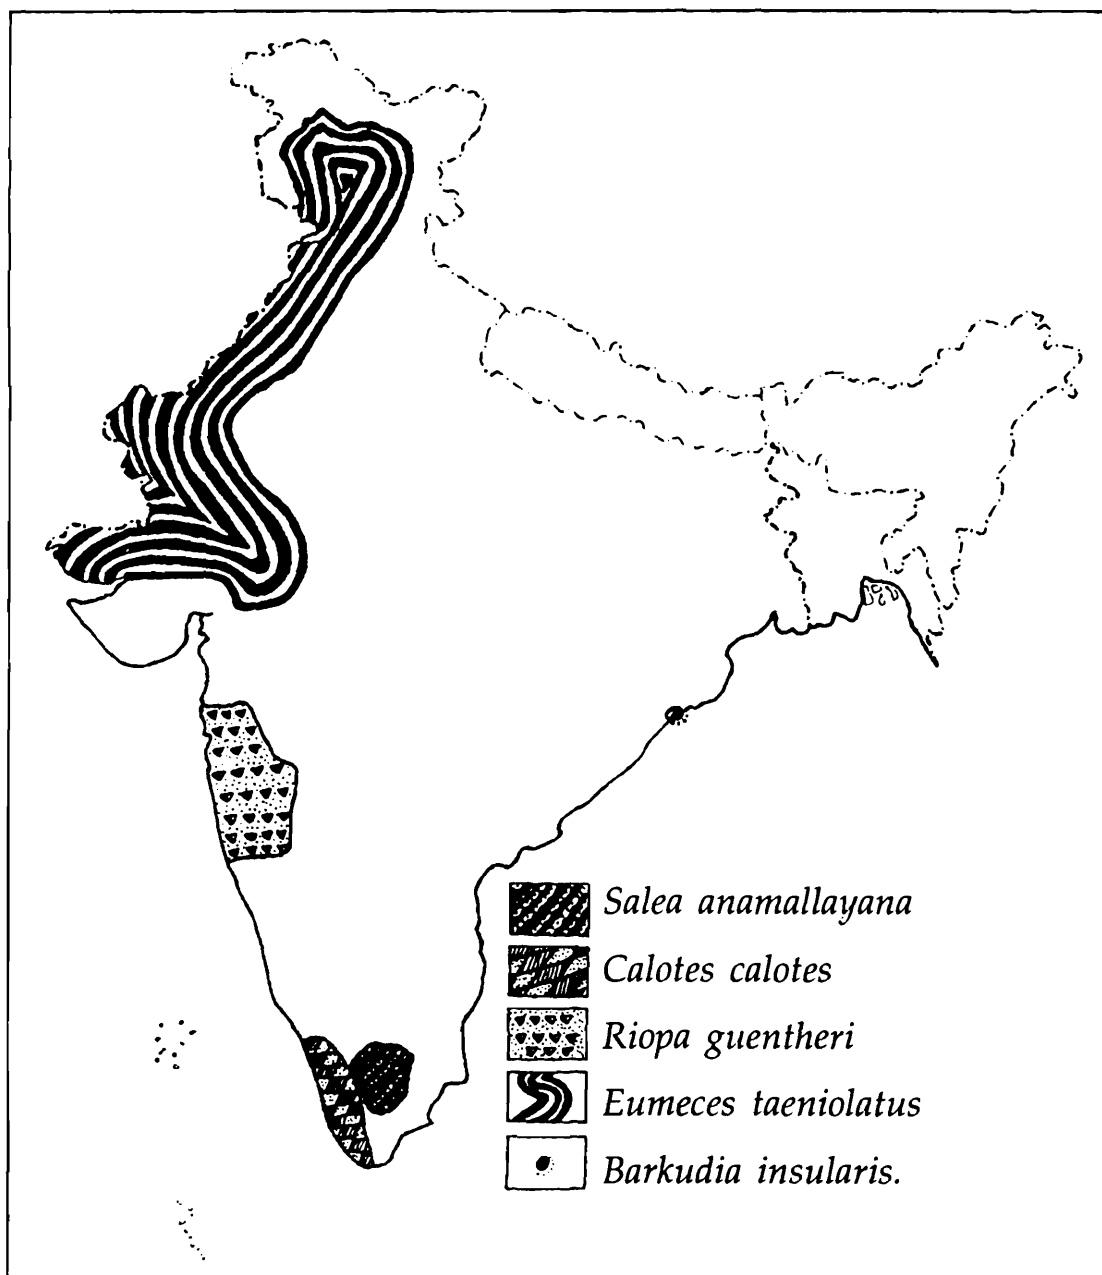 Salea anamallayana
Calotes calotes
Riopa guentheri
Eumeces taeniolatus
Barkudia insularis.